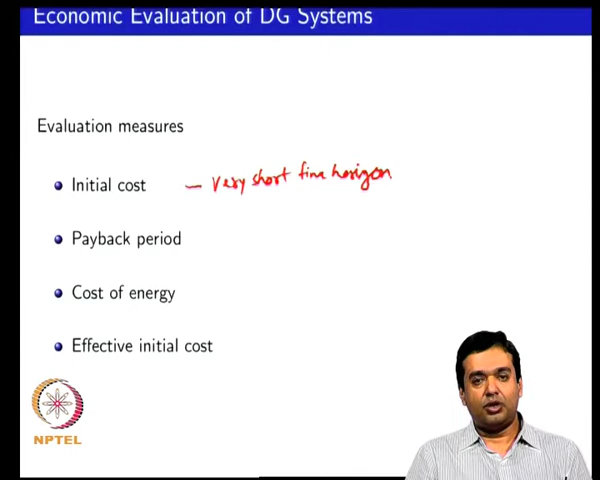 Economic Evaluation of DG Systems
Evaluation measures
Initial cost — Very short time horizon
Payback period
Cost of energy
Effective initial cost
NPTEL